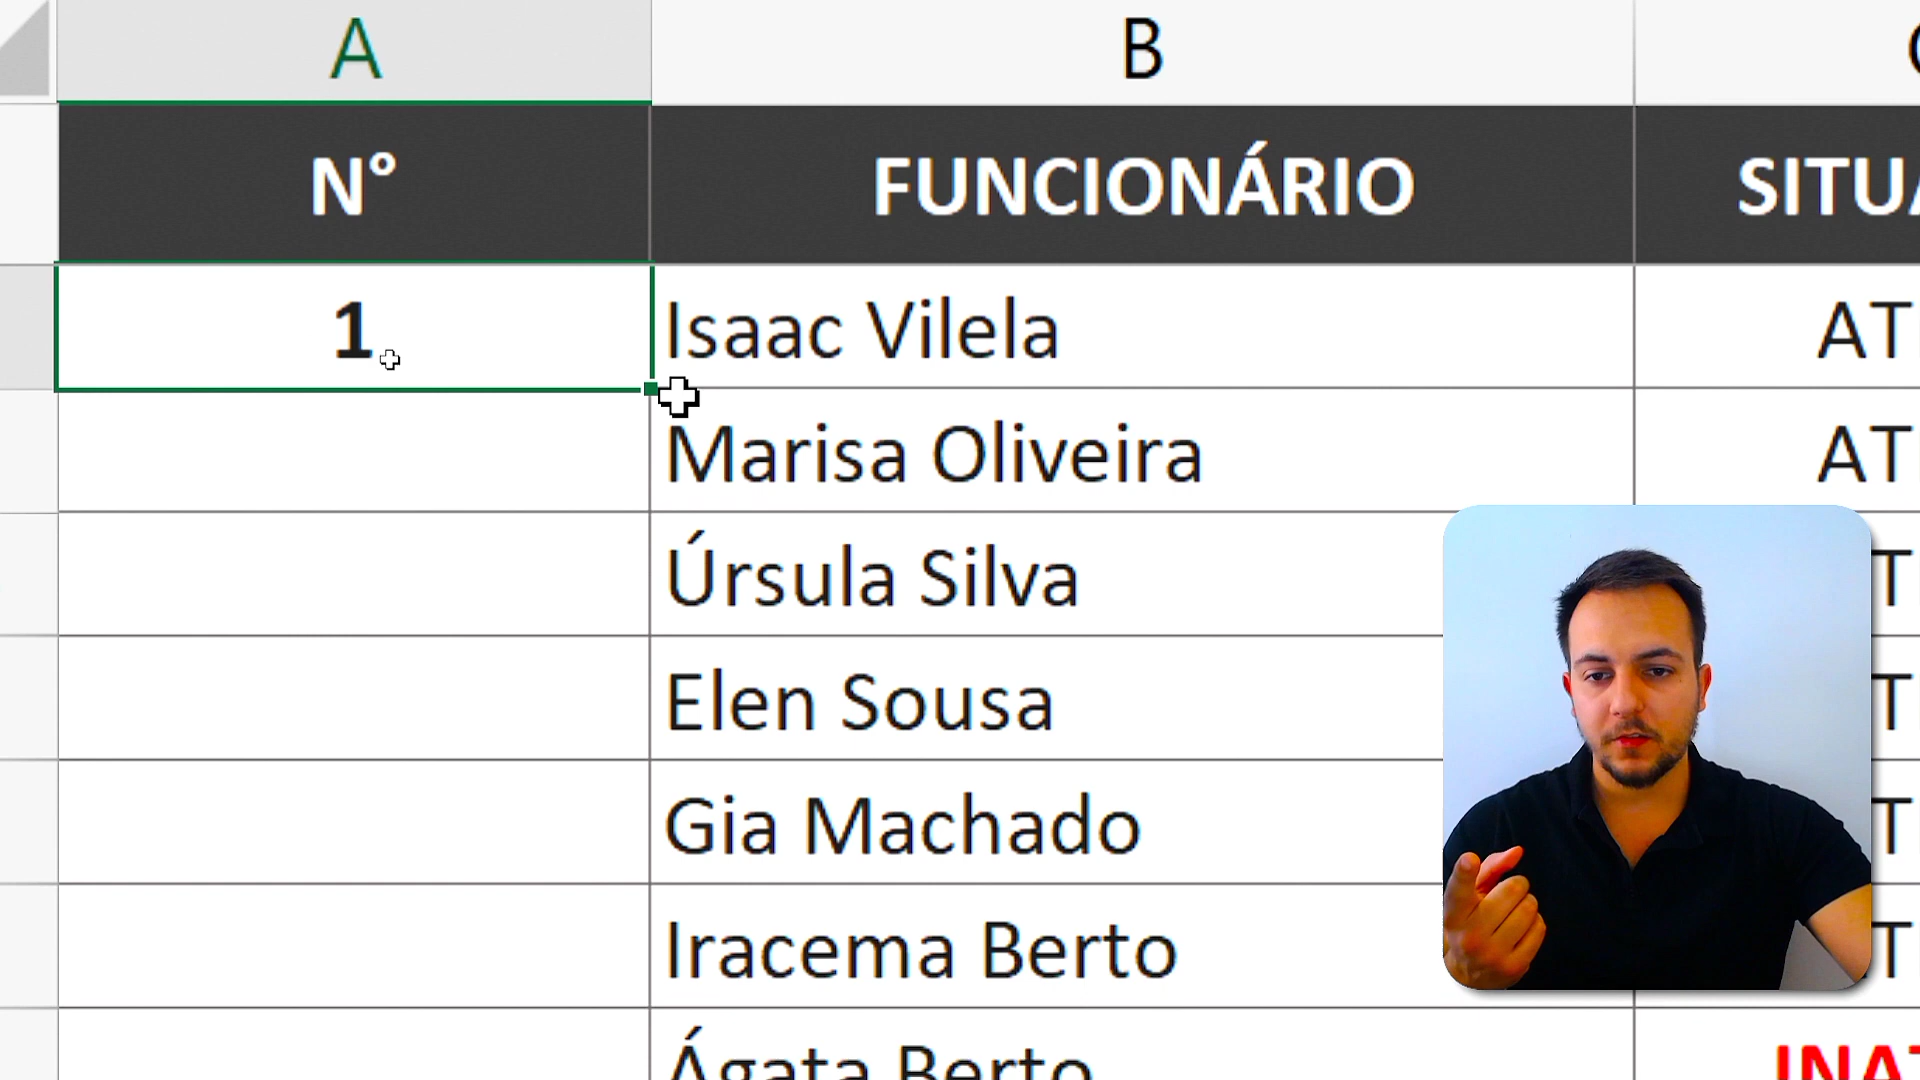 A B
N° FUNCIONÁRIO SITUA
1 Isaac Vilela AT
Marisa Oliveira AT
Úrsula Silva T
Elen Sousa T
Gia Machado T
Iracema Berto T
Ágata Berto INAT